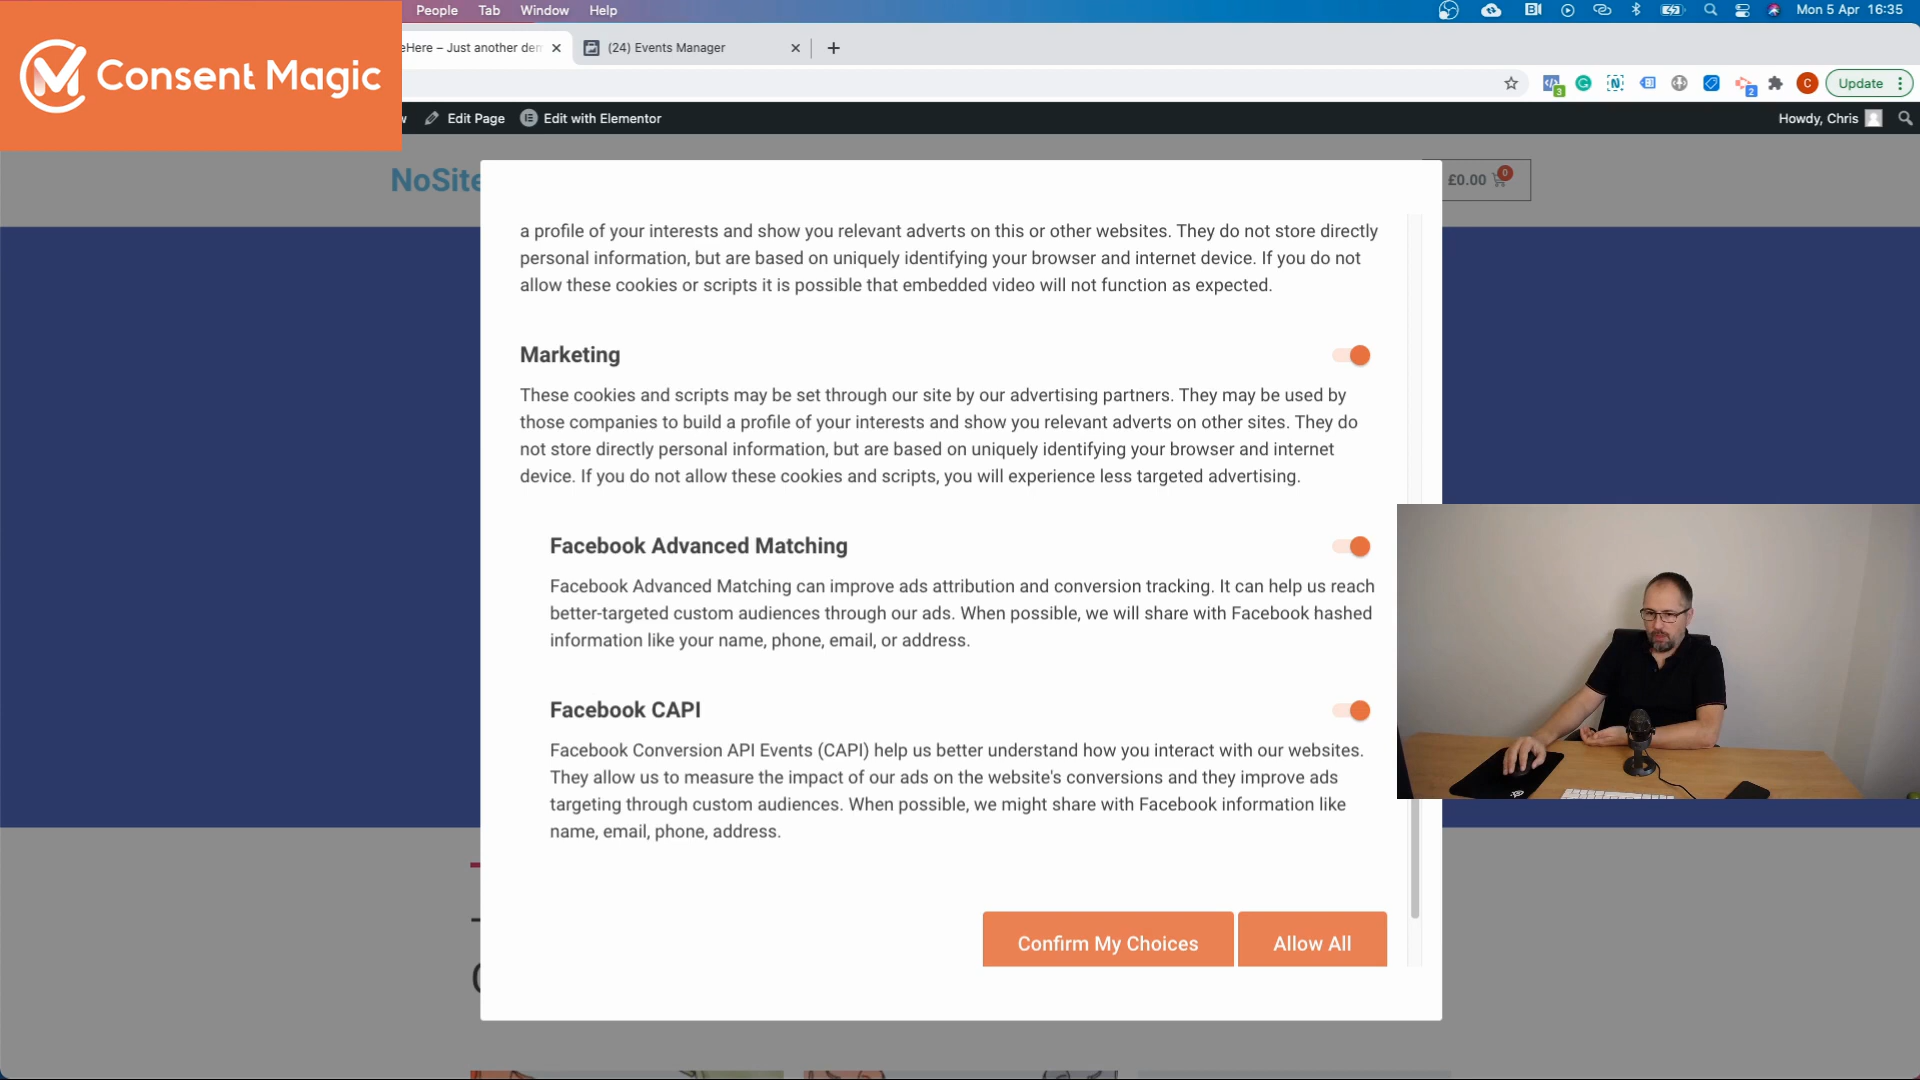 People Tab Window Help
Mon 5 Apr 16:35
Consent Magic
eHere – Just another den
(24) Events Manager
3
2
C
Update
Edit Page
Edit with Elementor
Howdy, Chris
NoSite
£0.00
0
a profile of your interests and show you relevant adverts on this or other websites. They do not store directly
personal information, but are based on uniquely identifying your browser and internet device. If you do not
allow these cookies or scripts it is possible that embedded video will not function as expected.
Marketing
These cookies and scripts may be set through our site by our advertising partners. They may be used by
those companies to build a profile of your interests and show you relevant adverts on other sites. They do
not store directly personal information, but are based on uniquely identifying your browser and internet
device. If you do not allow these cookies and scripts, you will experience less targeted advertising.
Facebook Advanced Matching
Facebook Advanced Matching can improve ads attribution and conversion tracking. It can help us reach
better-targeted custom audiences through our ads. When possible, we will share with Facebook hashed
information like your name, phone, email, or address.
Facebook CAPI
Facebook Conversion API Events (CAPI) help us better understand how you interact with our websites.
They allow us to measure the impact of our ads on the website's conversions and they improve ads
targeting through custom audiences. When possible, we might share with Facebook information like
name, email, phone, address.
Confirm My Choices
Allow All